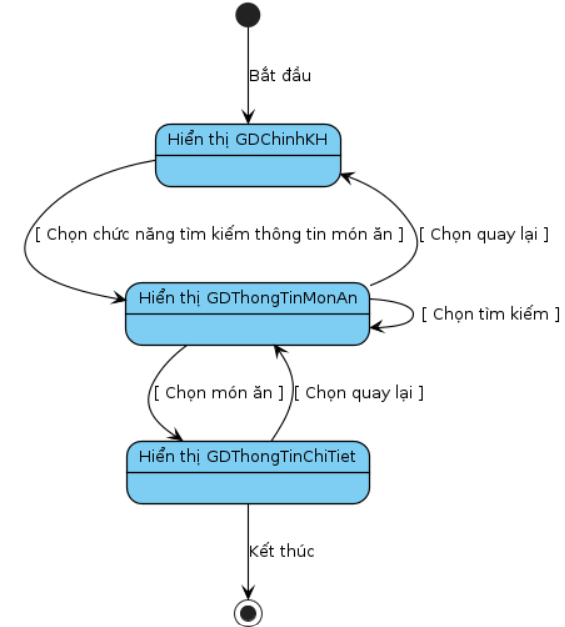 Bắt đầu
Hiển thị GDChinhKH
[ Chọn chức năng tìm kiếm thông tin món ăn ]
[ Chọn quay lại ]
Hiển thị GDThongTinMonAn
[ Chọn tìm kiếm ]
[ Chọn món ăn ]
[ Chọn quay lại ]
Hiển thị GDThongTinChiTiet
Kết thúc